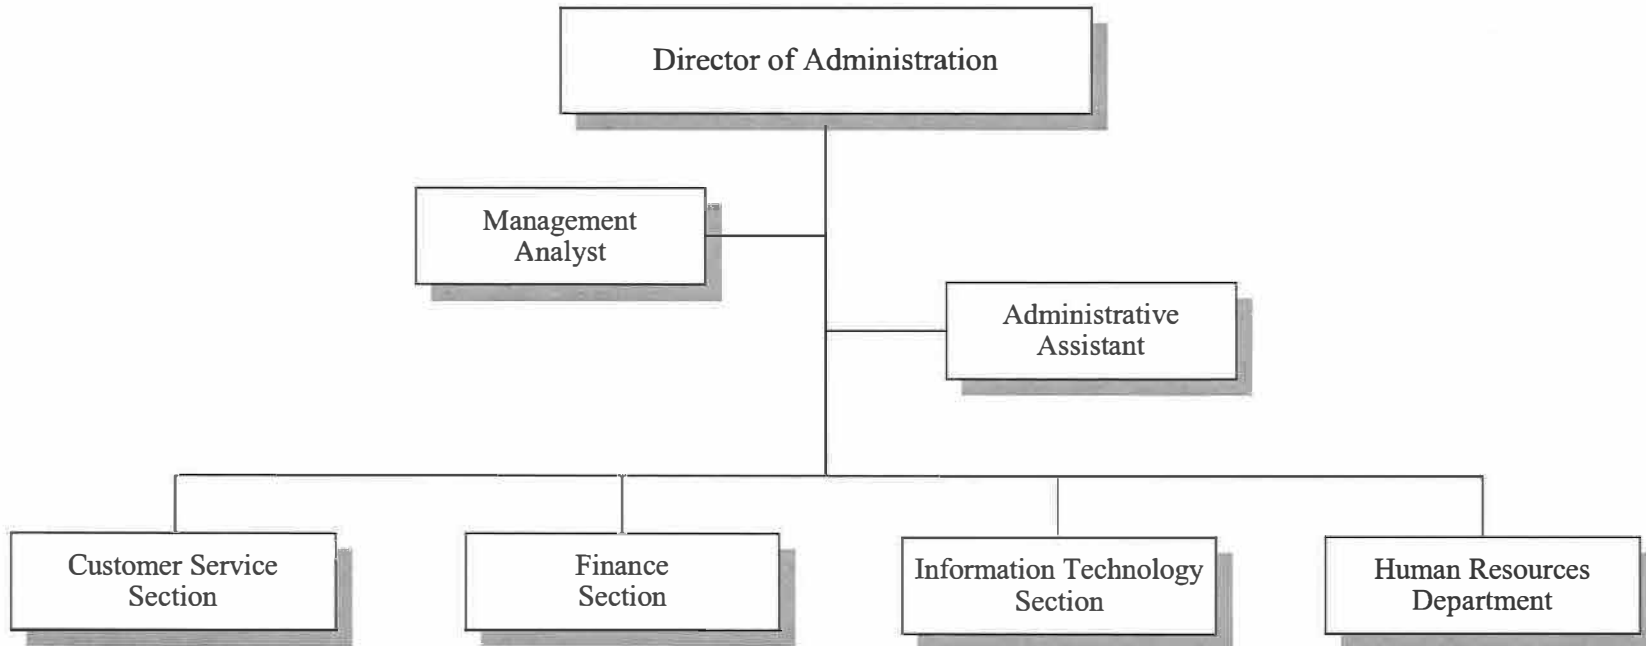 Director of Administration
Management
Analyst
Administrative
Assistant
Customer Service
Section
Finance
Section
Information Technology
Section
Human Resources
Department